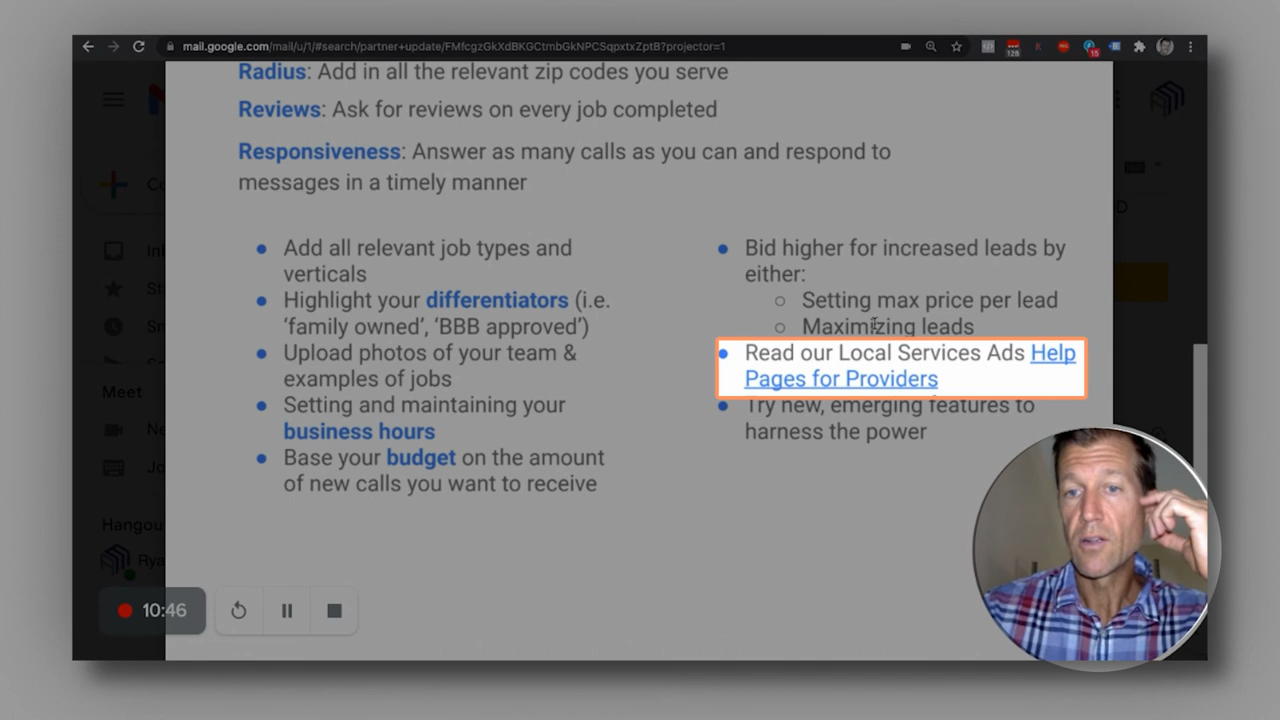 mail.google.com/mail/u/1/#search/partner+update/FMfcgzGkXdBKGCtmbGkNPCSqpxtxZptB?projector=1
128
15
Radius: Add in all the relevant zip codes you serve
Reviews: Ask for reviews on every job completed
Responsiveness: Answer as many calls as you can and respond to
messages in a timely manner
Add all relevant job types and
verticals
Highlight your differentiators (i.e.
‘family owned’, ‘BBB approved’)
Upload photos of your team &
examples of jobs
Setting and maintaining your
business hours
Base your budget on the amount
of new calls you want to receive
Bid higher for increased leads by
either:
Setting max price per lead
Maximizing leads
Read our Local Services Ads Help
Pages for Providers
Try new, emerging features to
harness the power
Meet
Hangou
Rya
10:46